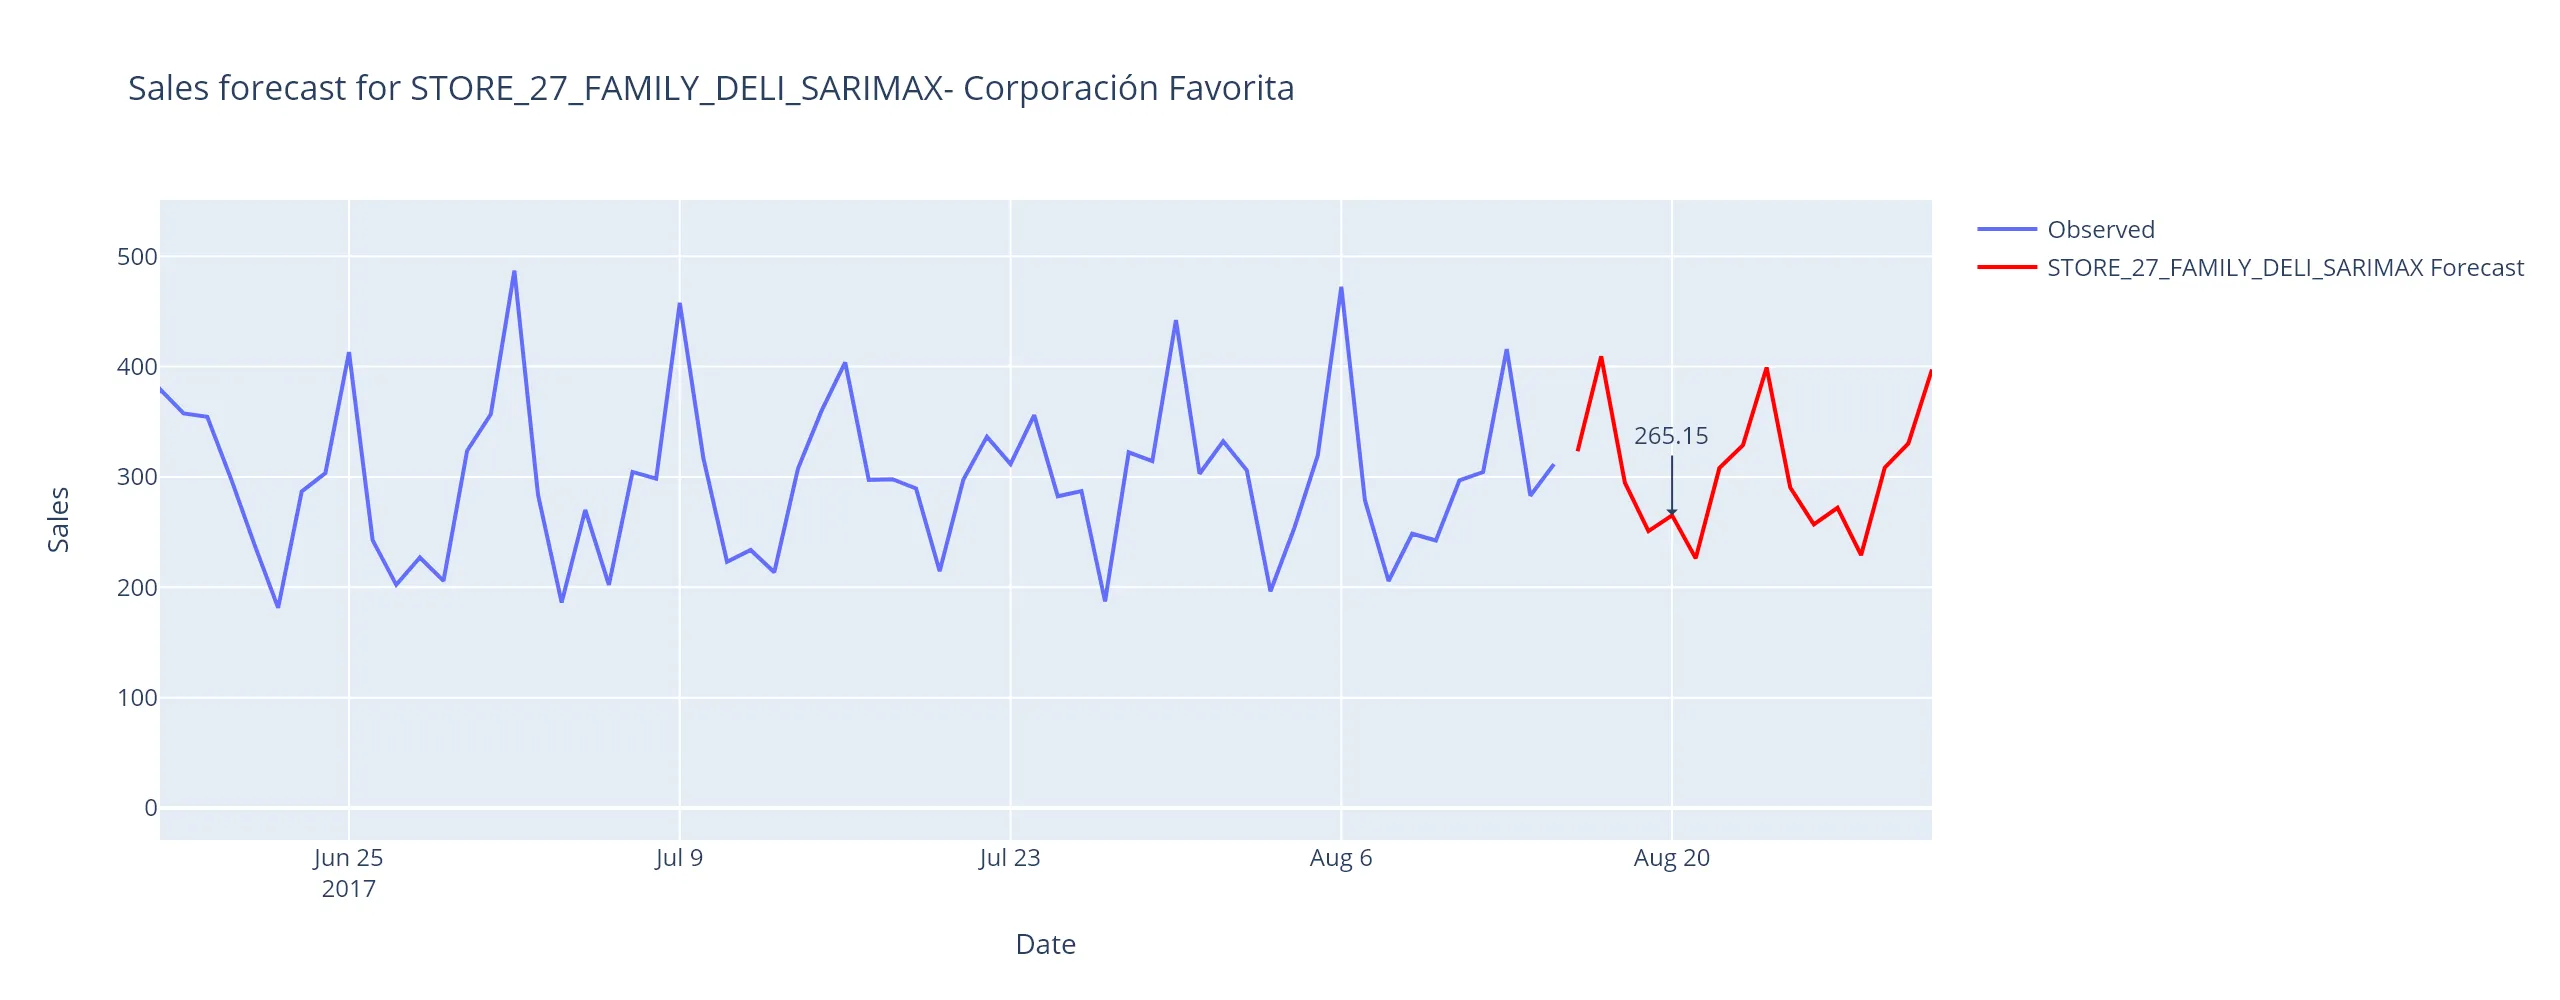 Sales forecast for STORE_27_FAMILY_DELI_SARIMAX- Corporación Favorita
Observed
STORE_27_FAMILY_DELI_SARIMAX Forecast
500
400
300
200
100
0
Sales
265.15
Jun 25
2017
Jul 9
Jul 23
Aug 6
Aug 20
Date